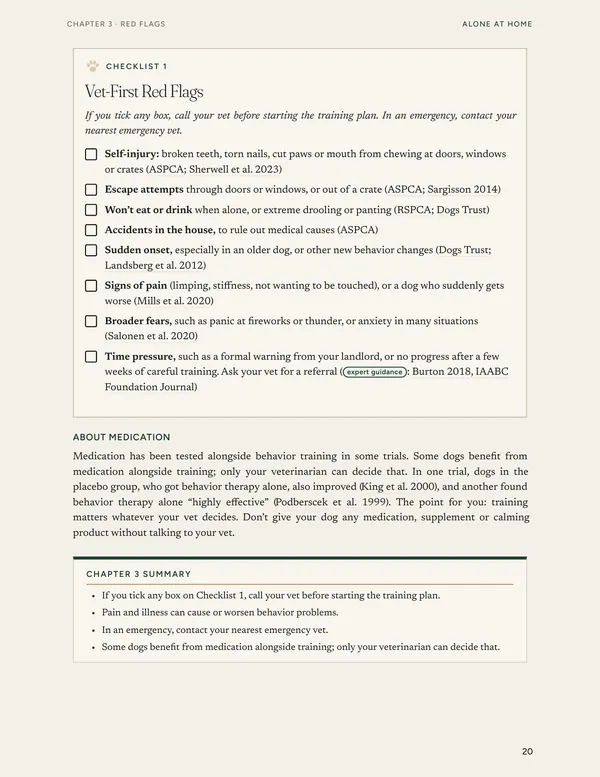 CHAPTER 3 · RED FLAGS
ALONE AT HOME
CHECKLIST 1
Vet-First Red Flags
If you tick any box, call your vet before starting the training plan. In an emergency, contact your
nearest emergency vet.
Self-injury: broken teeth, torn nails, cut paws or mouth from chewing at doors, windows
or crates (ASPCA; Sherwell et al. 2023)
Escape attempts through doors or windows, or out of a crate (ASPCA; Sargisson 2014)
Won’t eat or drink when alone, or extreme drooling or panting (RSPCA; Dogs Trust)
Accidents in the house, to rule out medical causes (ASPCA)
Sudden onset, especially in an older dog, or other new behavior changes (Dogs Trust;
Landsberg et al. 2012)
Signs of pain (limping, stiffness, not wanting to be touched), or a dog who suddenly gets
worse (Mills et al. 2020)
Broader fears, such as panic at fireworks or thunder, or anxiety in many situations
(Salonen et al. 2020)
Time pressure, such as a formal warning from your landlord, or no progress after a few
weeks of careful training. Ask your vet for a referral (expert guidance: Burton 2018, IAABC
Foundation Journal)
ABOUT MEDICATION
Medication has been tested alongside behavior training in some trials. Some dogs benefit from
medication alongside training; only your veterinarian can decide that. In one trial, dogs in the
placebo group, who got behavior therapy alone, also improved (King et al. 2000), and another found
behavior therapy alone “highly effective” (Podberscek et al. 1999). The point for you: training
matters whatever your vet decides. Don’t give your dog any medication, supplement or calming
product without talking to your vet.
CHAPTER 3 SUMMARY
• If you tick any box on Checklist 1, call your vet before starting the training plan.
• Pain and illness can cause or worsen behavior problems.
• In an emergency, contact your nearest emergency vet.
• Some dogs benefit from medication alongside training; only your veterinarian can decide that.
20